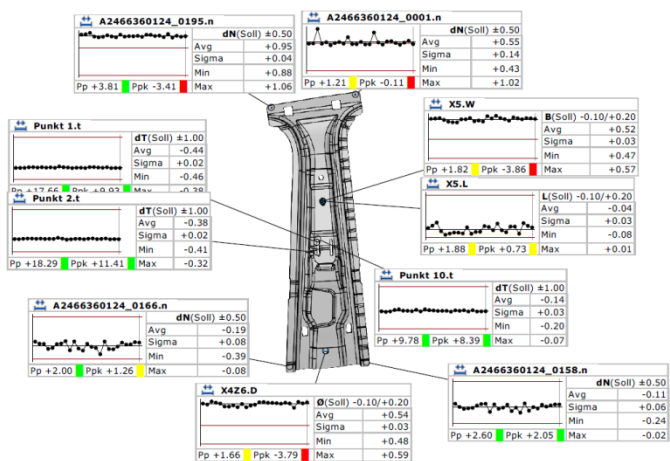 A2466360124_0195.n
dN(Soll) ±0.50
Avg +0.95
Sigma +0.04
Min +0.88
Pp +3.81 Ppk -3.41 Max +1.06
A2466360124_0001.n
dN(Soll) ±0.50
Avg +0.55
Sigma +0.14
Min +0.43
Pp +1.21 Ppk -0.11 Max +1.02
Punkt 1.t
dT(Soll) ±1.00
Avg -0.44
Sigma +0.02
Min -0.46
Pp +17.66 Ppk +9.93 Max -0.38
X5.W
B(Soll) -0.10/+0.20
Avg +0.52
Sigma +0.03
Min +0.47
Pp +1.82 Ppk -3.86 Max +0.57
Punkt 2.t
dT(Soll) ±1.00
Avg -0.38
Sigma +0.02
Min -0.41
Pp +18.29 Ppk +11.41 Max -0.32
X5.L
L(Soll) -0.10/+0.20
Avg -0.04
Sigma +0.03
Min -0.08
Pp +1.88 Ppk +0.73 Max +0.01
Punkt 10.t
dT(Soll) ±1.00
Avg -0.14
Sigma +0.03
Min -0.20
Pp +9.78 Ppk +8.39 Max -0.07
A2466360124_0166.n
dN(Soll) ±0.50
Avg -0.19
Sigma +0.08
Min -0.39
Pp +2.00 Ppk +1.26 Max -0.08
A2466360124_0158.n
dN(Soll) ±0.50
Avg -0.11
Sigma +0.06
Min -0.24
Pp +2.60 Ppk +2.05 Max -0.02
X4Z6.D
Ø(Soll) -0.10/+0.20
Avg +0.54
Sigma +0.03
Min +0.48
Pp +1.66 Ppk -3.79 Max +0.59